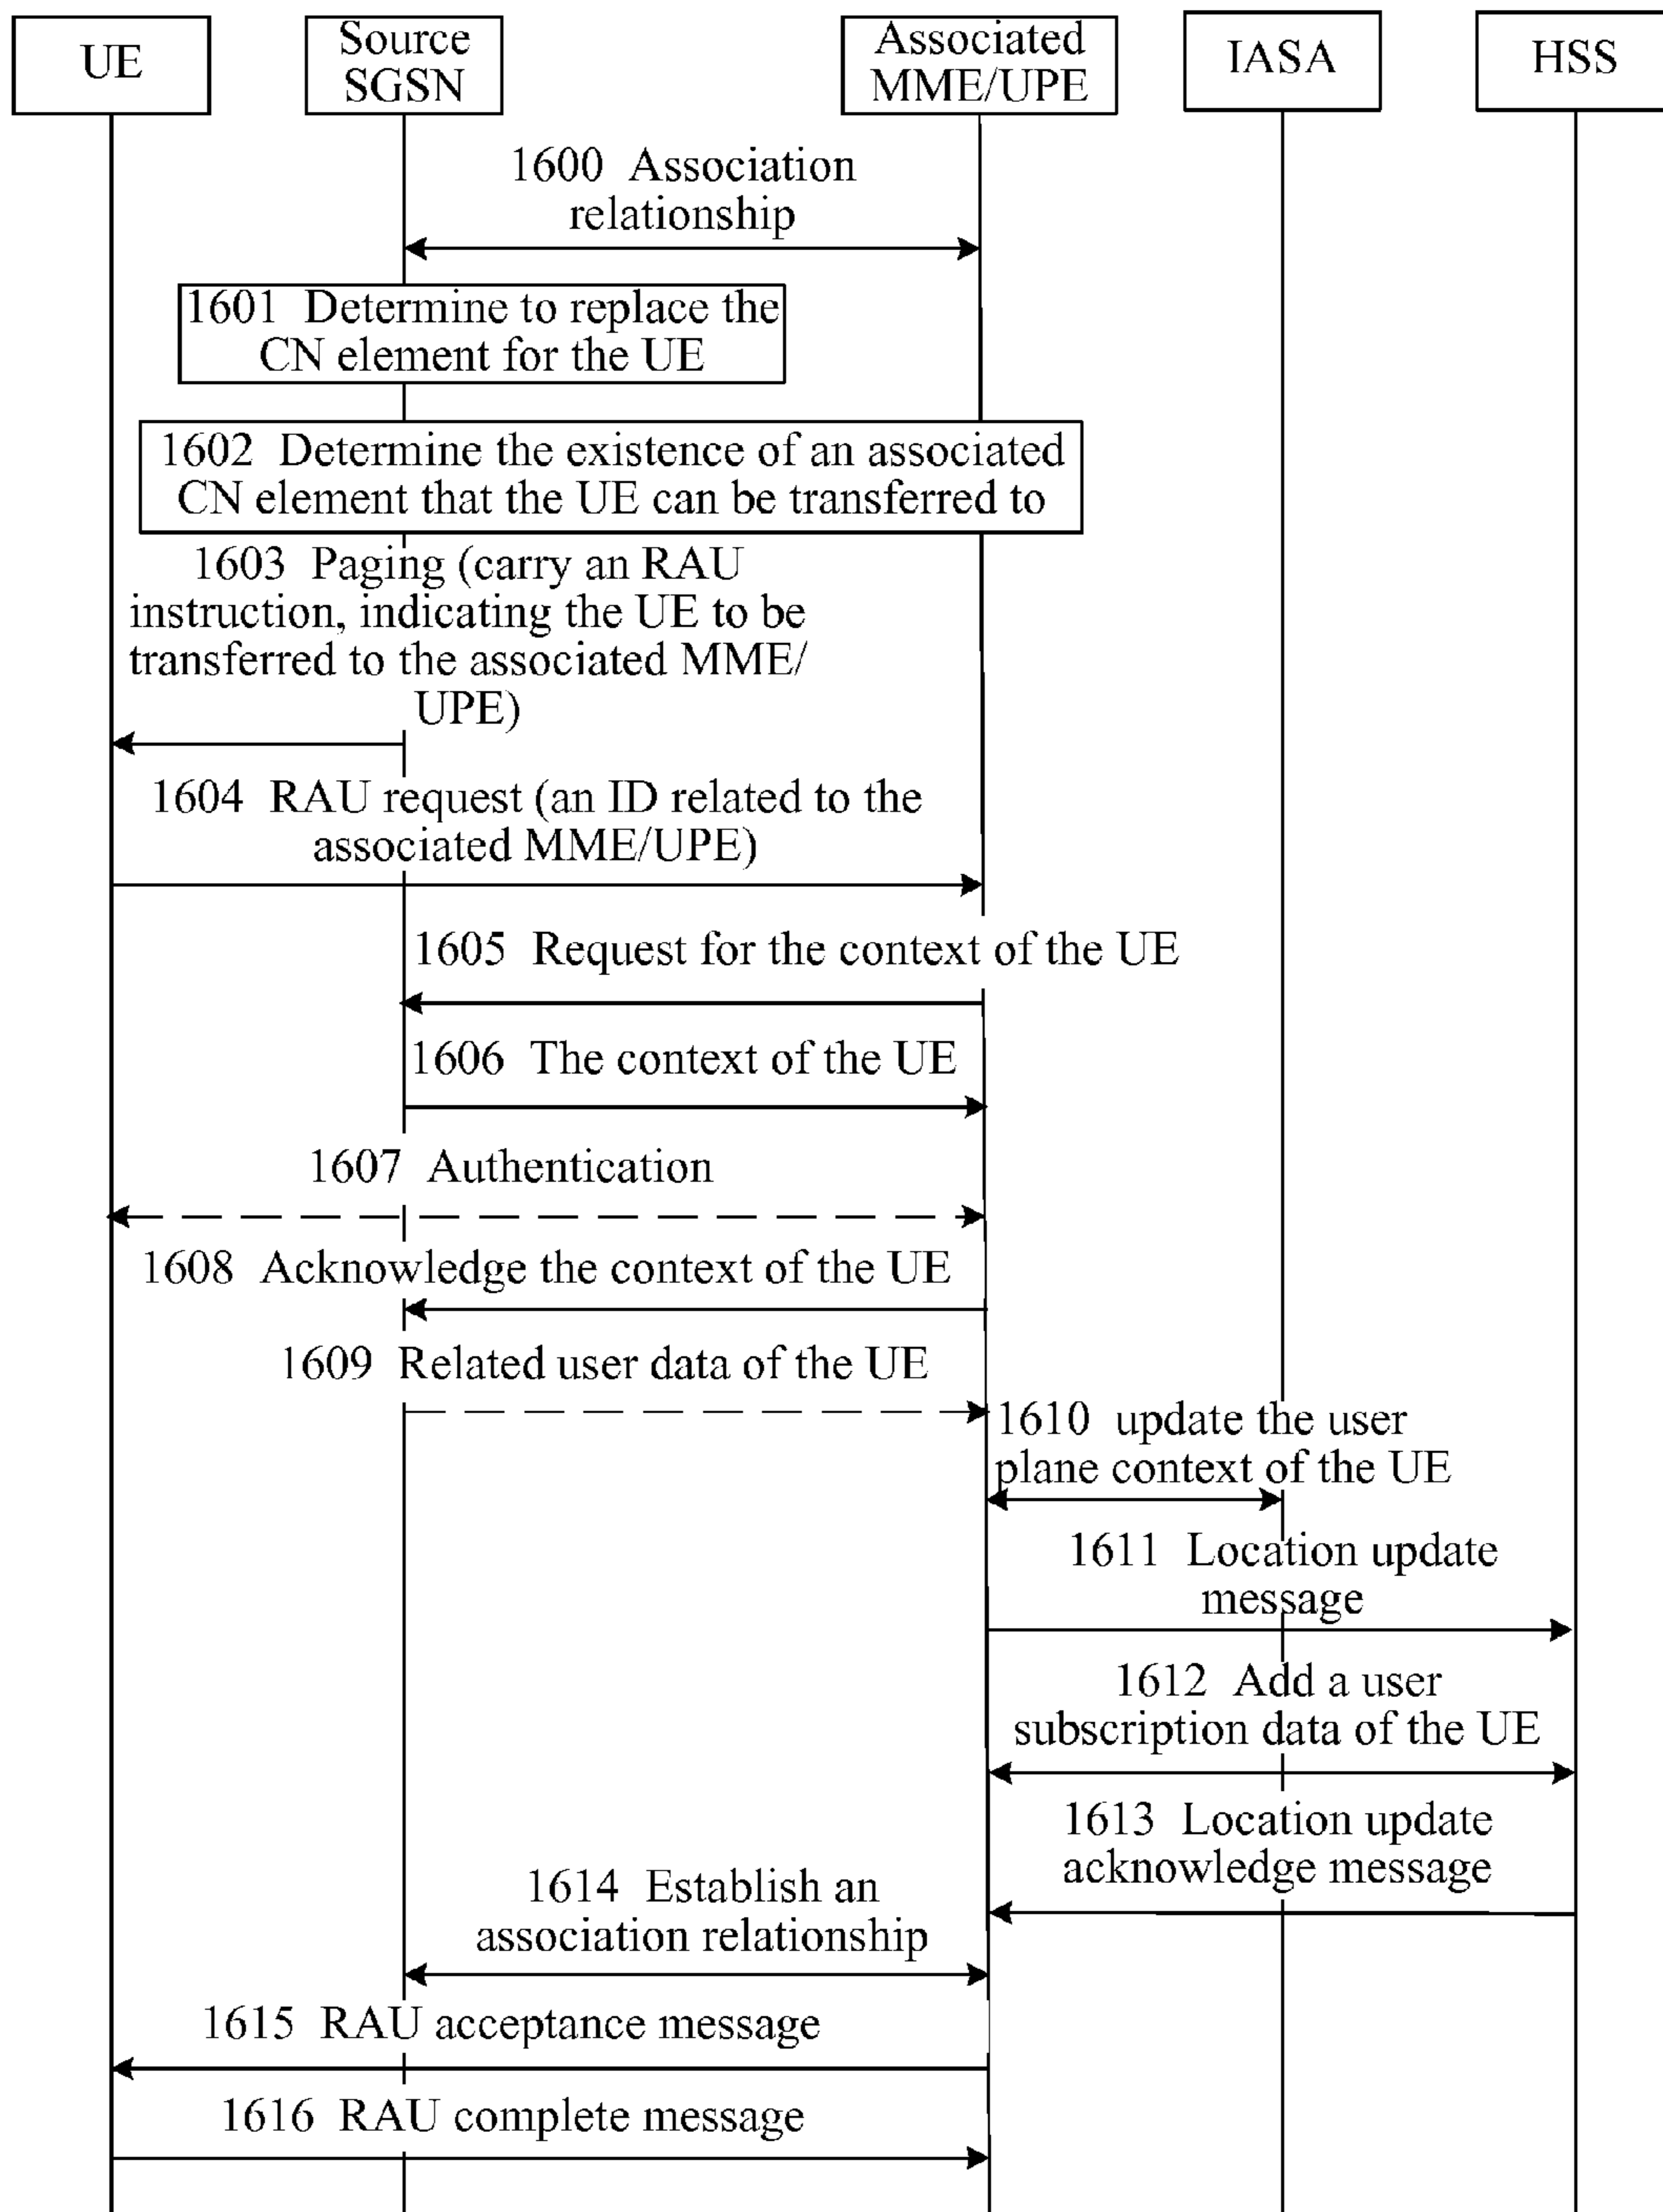 UE
Source
SGSN
Associated
MME/UPE
IASA
HSS
1600 Association
relationship
1601 Determine to replace the
CN element for the UE
1602 Determine the existence of an associated
CN element that the UE can be transferred to
1603 Paging (carry an RAU
instruction, indicating the UE to be
transferred to the associated MME/
UPE)
1604 RAU request (an ID related to the
associated MME/UPE)
1605 Request for the context of the UE
1606 The context of the UE
1607 Authentication
1608 Acknowledge the context of the UE
1609 Related user data of the UE
1610 update the user
plane context of the UE
1611 Location update
message
1612 Add a user
subscription data of the UE
1613 Location update
acknowledge message
1614 Establish an
association relationship
1615 RAU acceptance message
1616 RAU complete message